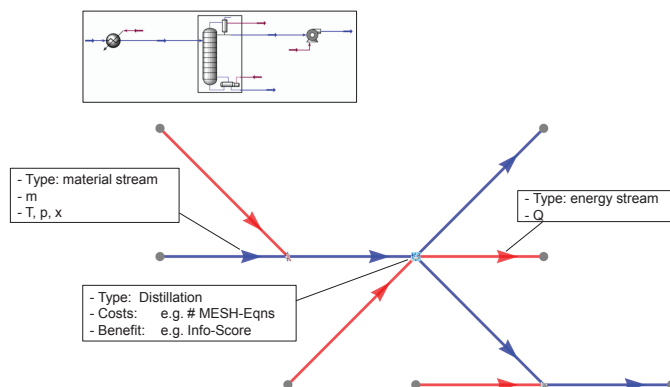 - Type: material stream
- m
- T, p, x
- Type: energy stream
- Q
- Type: Distillation
- Costs: e.g. # MESH-Eqns
- Benefit: e.g. Info-Score